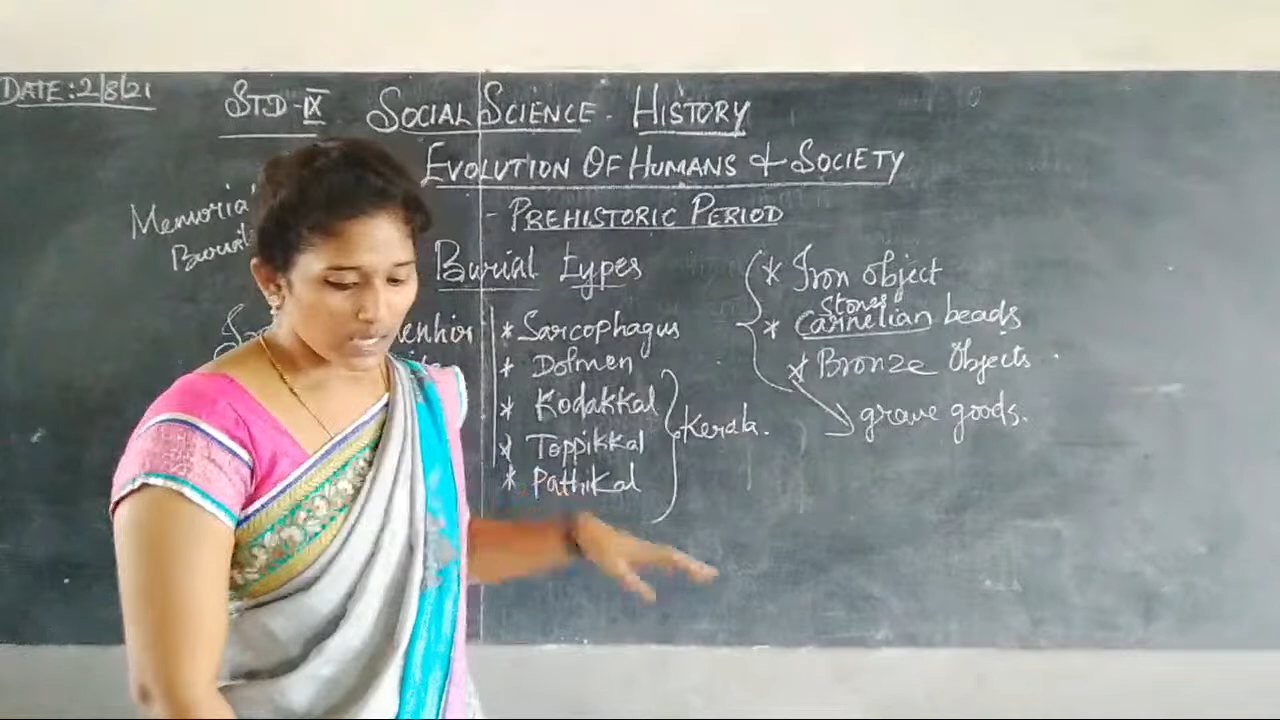 DATE: 2/8/21
STD-IX SOCIAL SCIENCE - HISTORY
EVOLUTION OF HUMANS & SOCIETY
- PREHISTORIC PERIOD
Burial types
* Sarcophagus
* Dolmen
* Kodakkal
* Toppikkal
* Pathikal
Kerala.
* Iron object
Stones
* Carnelian beads
* Bronze Objects.
grave goods.